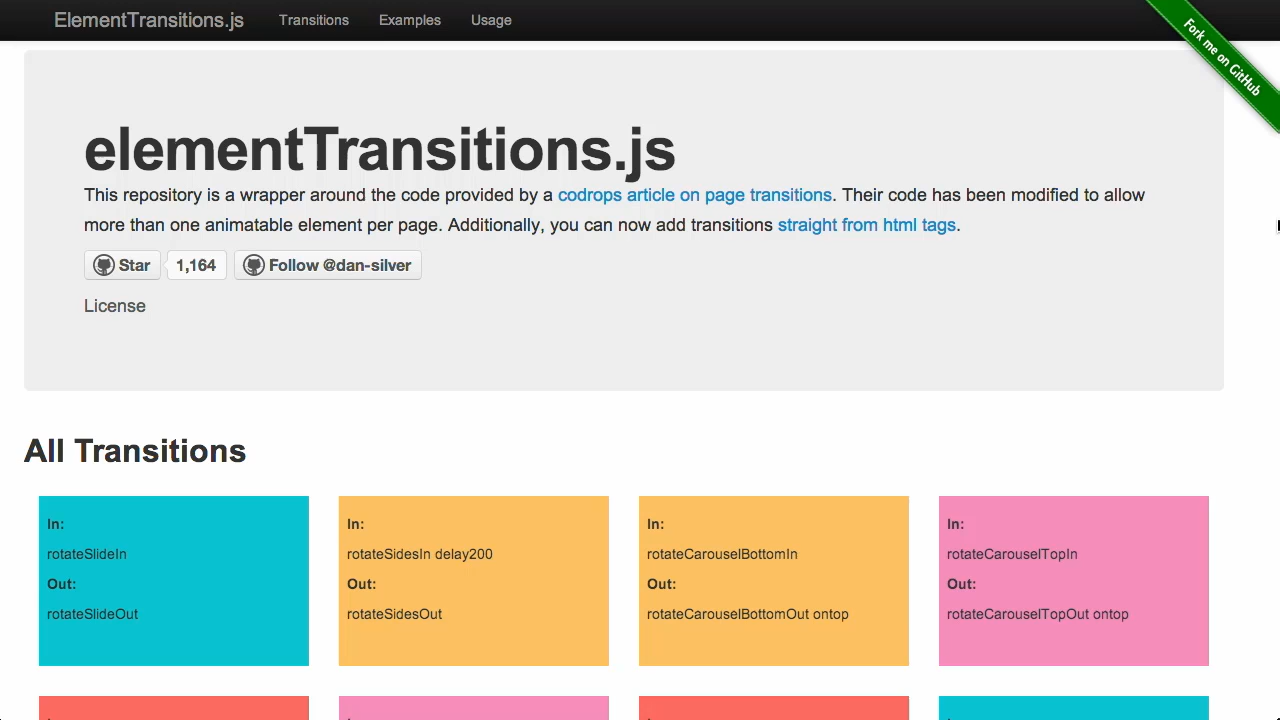 ElementTransitions.js Transitions Examples Usage
Fork me on GitHub
elementTransitions.js
This repository is a wrapper around the code provided by a codrops article on page transitions. Their code has been modified to allow
more than one animatable element per page. Additionally, you can now add transitions straight from html tags.
Star 1,164 Follow @dan-silver
License
All Transitions
In:
rotateSlideIn
Out:
rotateSlideOut
In:
rotateSidesIn delay200
Out:
rotateSidesOut
In:
rotateCarouselBottomIn
Out:
rotateCarouselBottomOut ontop
In:
rotateCarouselTopIn
Out:
rotateCarouselTopOut ontop